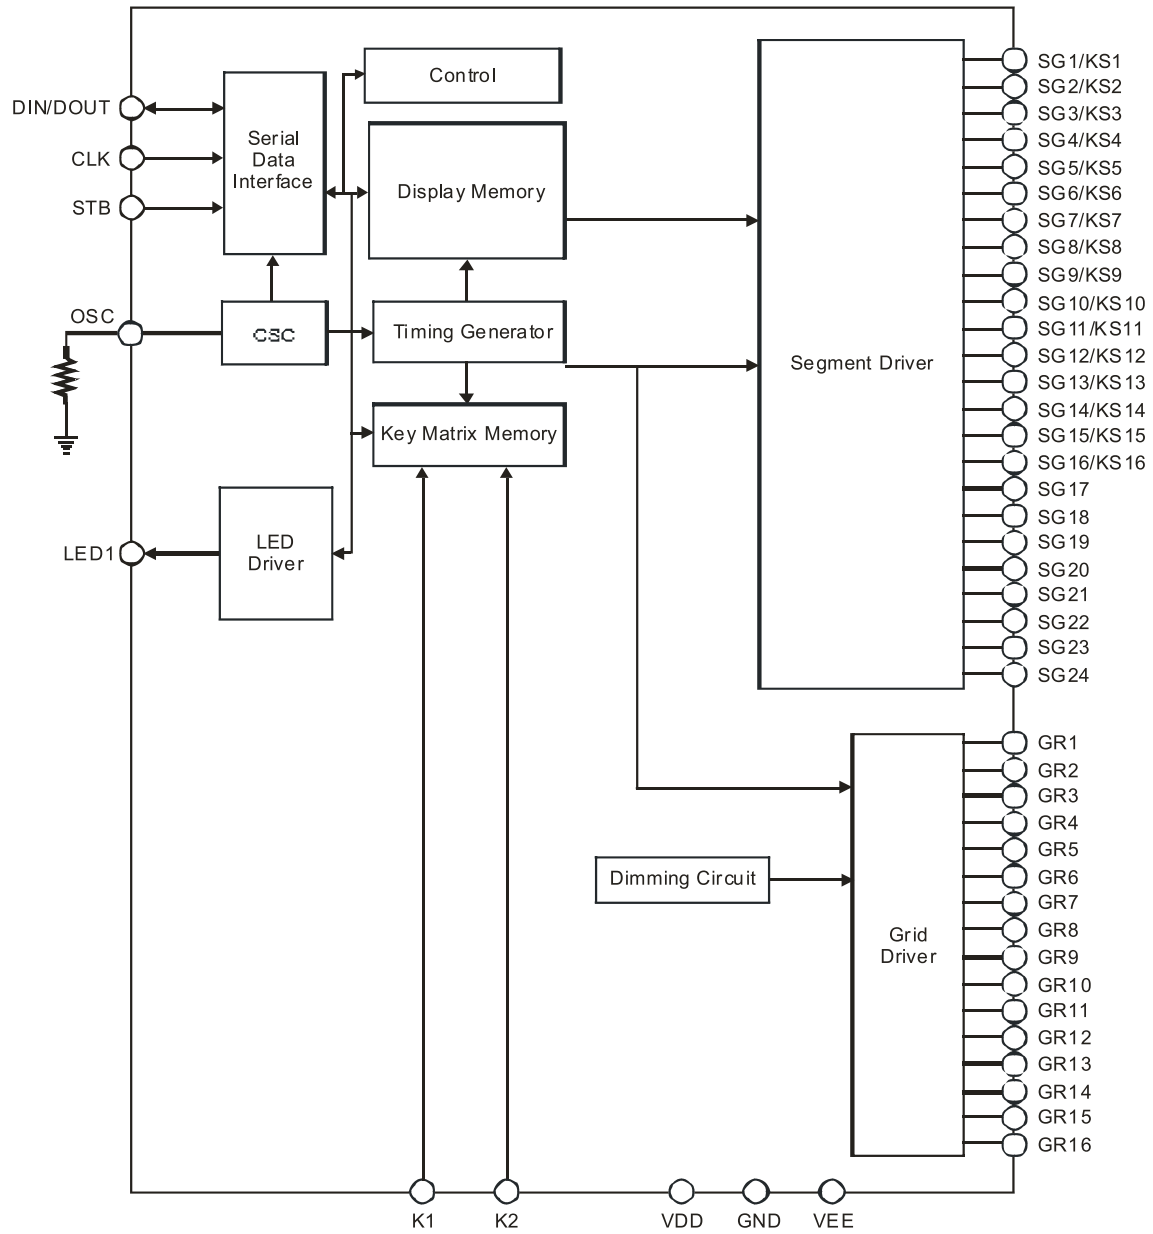 DIN/DOUT
CLK
STB
OSC
LED1
Serial
Data
Interface
Control
Display Memory
OSC
Timing Generator
Key Matrix Memory
LED
Driver
Segment Driver
Dimming Circuit
Grid
Driver
SG1/KS1
SG2/KS2
SG3/KS3
SG4/KS4
SG5/KS5
SG6/KS6
SG7/KS7
SG8/KS8
SG9/KS9
SG10/KS10
SG11/KS11
SG12/KS12
SG13/KS13
SG14/KS14
SG15/KS15
SG16/KS16
SG17
SG18
SG19
SG20
SG21
SG22
SG23
SG24
GR1
GR2
GR3
GR4
GR5
GR6
GR7
GR8
GR9
GR10
GR11
GR12
GR13
GR14
GR15
GR16
K1
K2
VDD
GND
VEE